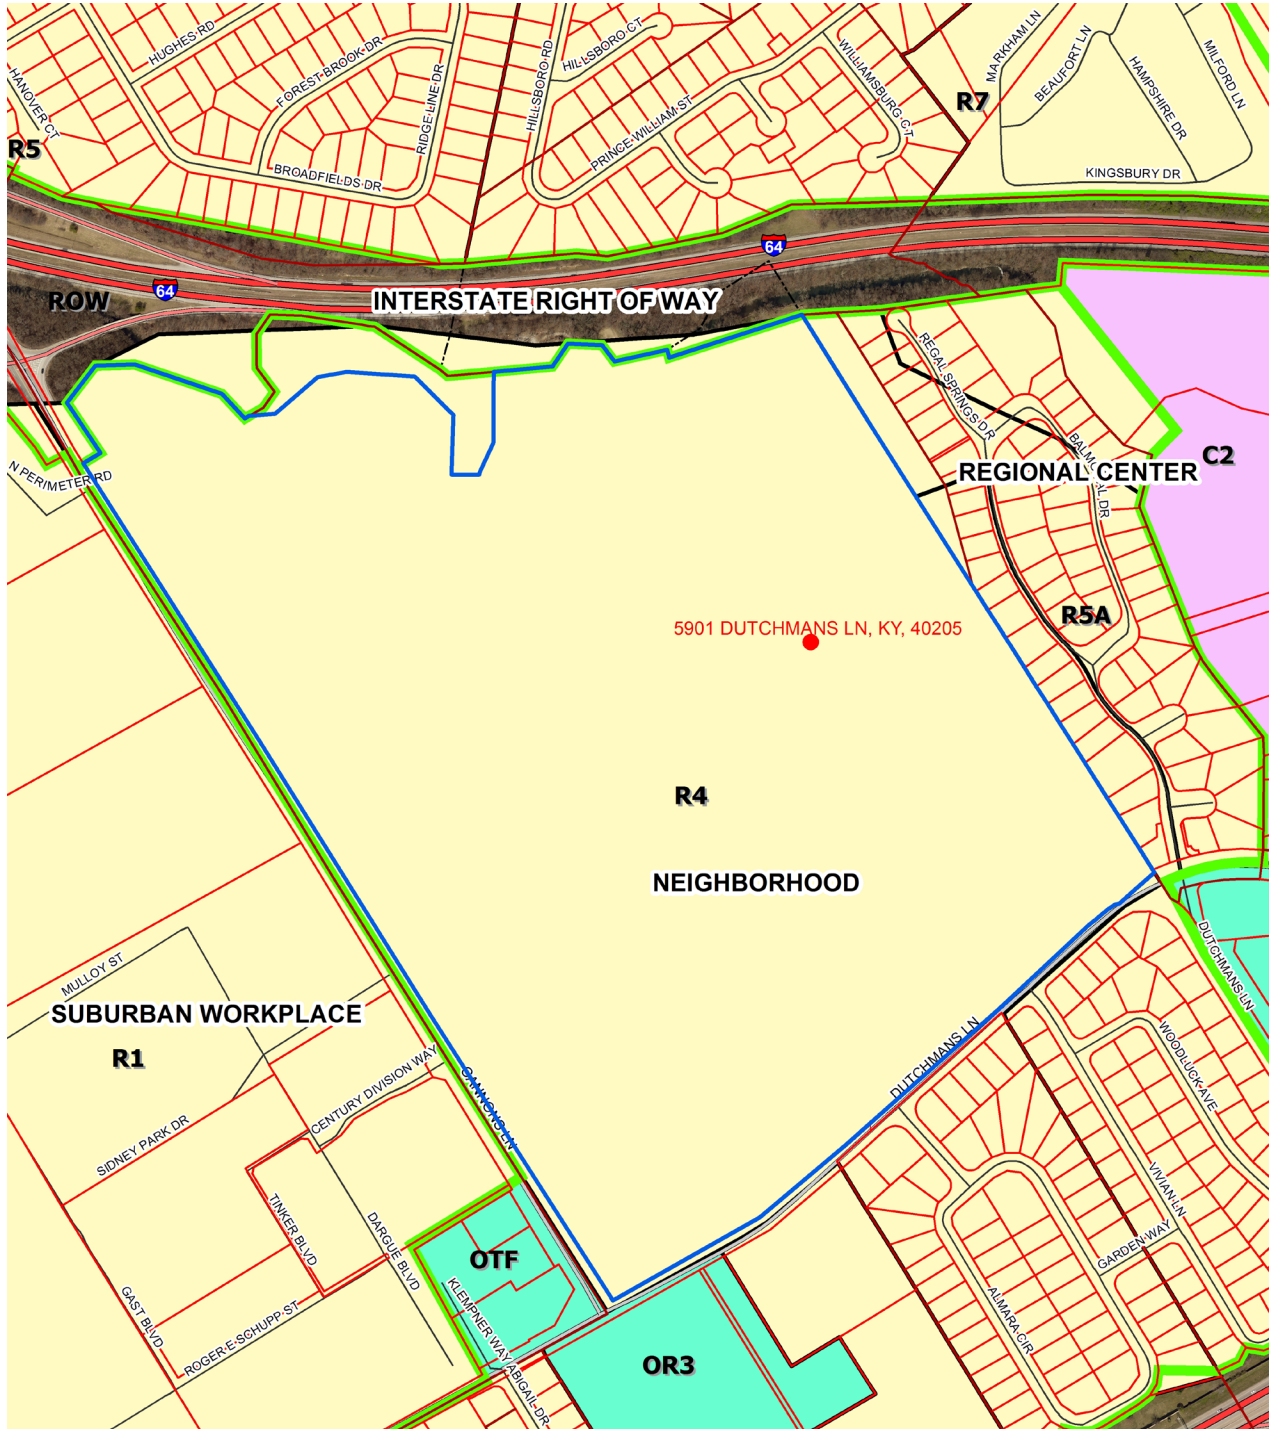 HUGHES RD
FOREST BROOK DR
HANOVER CT
R5
BROADFIELDS DR
RIDGE LINE DR
HILLSBORO RD
HILLSBORO CT
PRINCE WILLIAM ST
WILLIAMSBURG CT
R7
MARKHAM LN
BEAUFORT LN
HAMPSHIRE DR
MILFORD LN
KINGSBURY DR
64
64
ROW
INTERSTATE RIGHT OF WAY
N PERIMETER RD
REGAL SPRINGS DR
BALMORAL DR
REGIONAL CENTER
C2
R5A
5901 DUTCHMANS LN, KY, 40205
R4
NEIGHBORHOOD
MULLOY ST
SUBURBAN WORKPLACE
R1
CENTURY DIVISION WAY
SIDNEY PARK DR
CANNONS LN
DUTCHMANS LN
DUTCHMANS LN
WOODLUCK AVE
VIVIAN LN
GARDEN WAY
ALMARA CIR
TINKER BLVD
DARGUE BLVD
OTF
KLEMPNER WAY
ABIGAIL DR
GAST BLVD
ROGER E SCHUPP ST
OR3